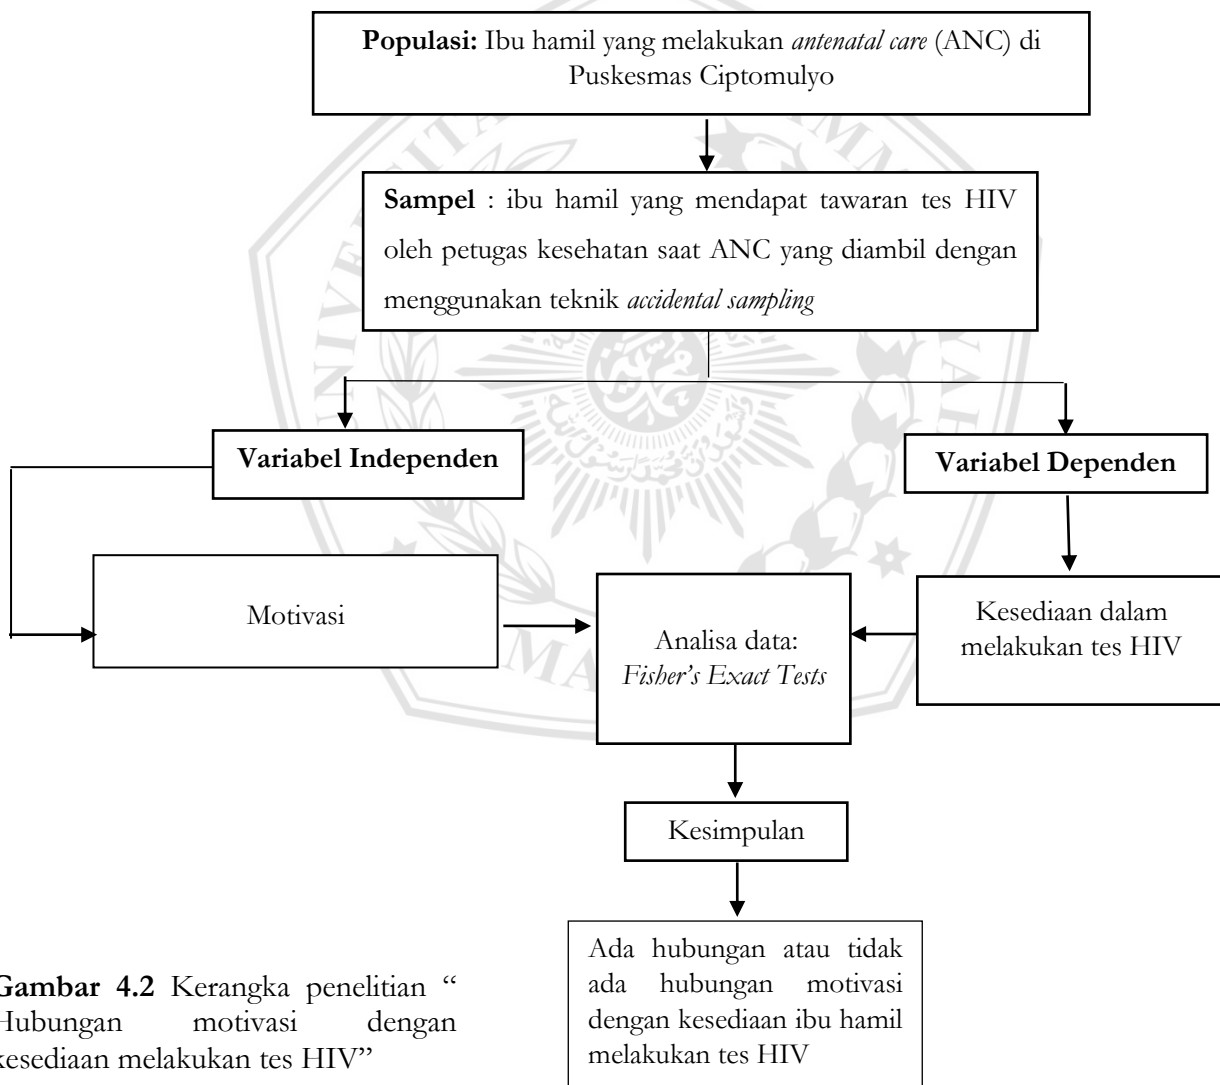 Populasi: Ibu hamil yang melakukan antenatal care (ANC) di
Puskesmas Ciptomulyo
Sampel : ibu hamil yang mendapat tawaran tes HIV
oleh petugas kesehatan saat ANC yang diambil dengan
menggunakan teknik accidental sampling
Variabel Independen
Variabel Dependen
Motivasi
Analisa data:
Fisher's Exact Tests
Kesediaan dalam
melakukan tes HIV
Kesimpulan
Ada hubungan atau tidak
ada hubungan motivasi
dengan kesediaan ibu hamil
melakukan tes HIV
Gambar 4.2 Kerangka penelitian “
Hubungan motivasi dengan
kesediaan melakukan tes HIV”